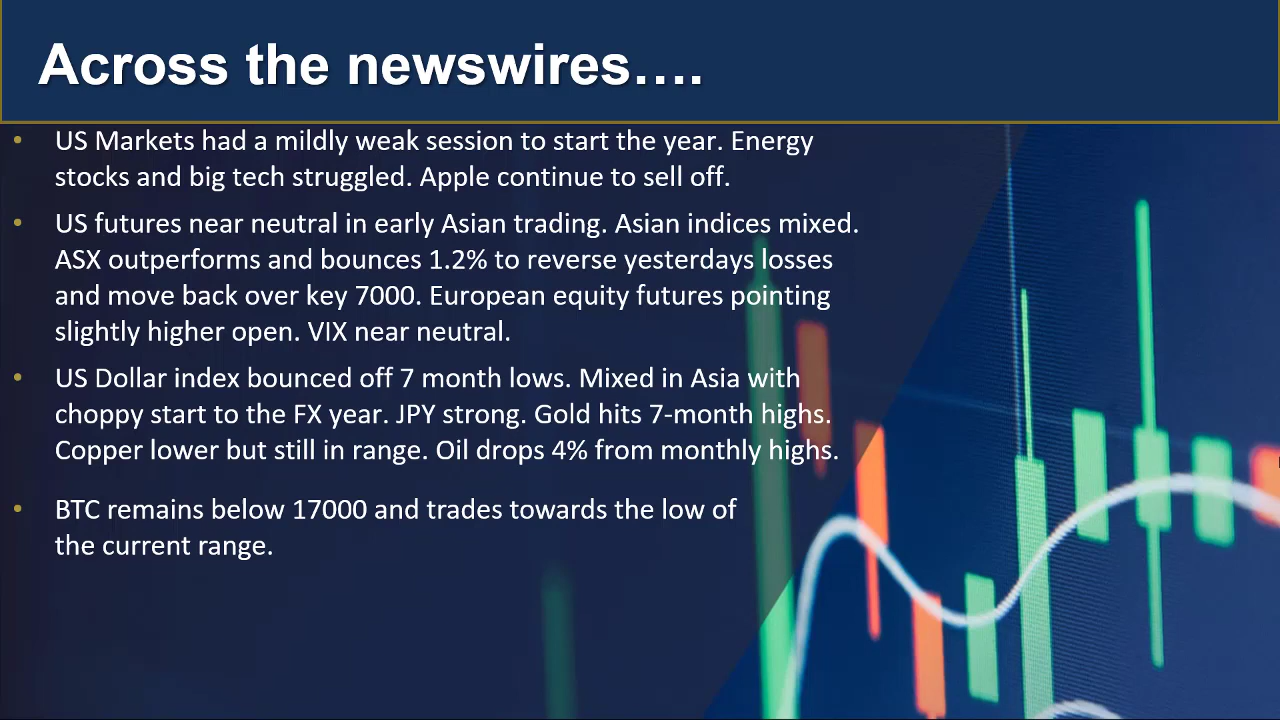 Across the newswires….
• US Markets had a mildly weak session to start the year. Energy
stocks and big tech struggled. Apple continue to sell off.
• US futures near neutral in early Asian trading. Asian indices mixed.
ASX outperforms and bounces 1.2% to reverse yesterdays losses
and move back over key 7000. European equity futures pointing
slightly higher open. VIX near neutral.
• US Dollar index bounced off 7 month lows. Mixed in Asia with
choppy start to the FX year. JPY strong. Gold hits 7-month highs.
Copper lower but still in range. Oil drops 4% from monthly highs.
• BTC remains below 17000 and trades towards the low of
the current range.